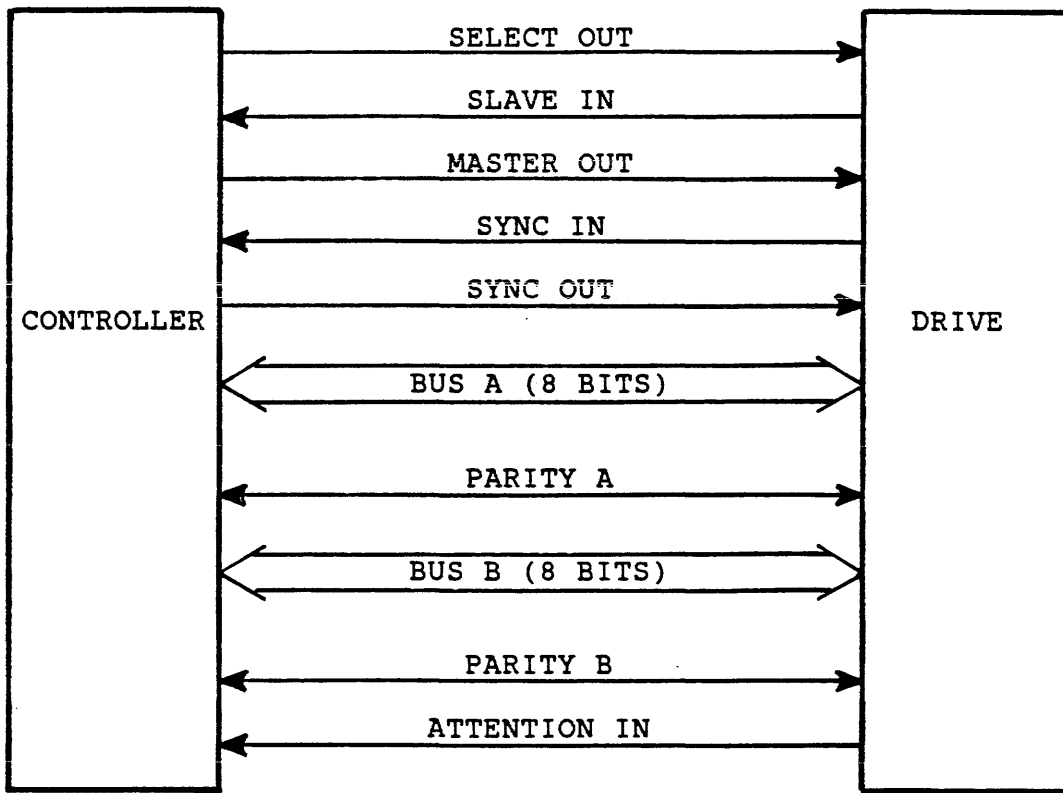 SELECT OUT
SLAVE IN
MASTER OUT
SYNC IN
SYNC OUT
CONTROLLER
DRIVE
BUS A (8 BITS)
PARITY A
BUS B (8 BITS)
PARITY B
ATTENTION IN